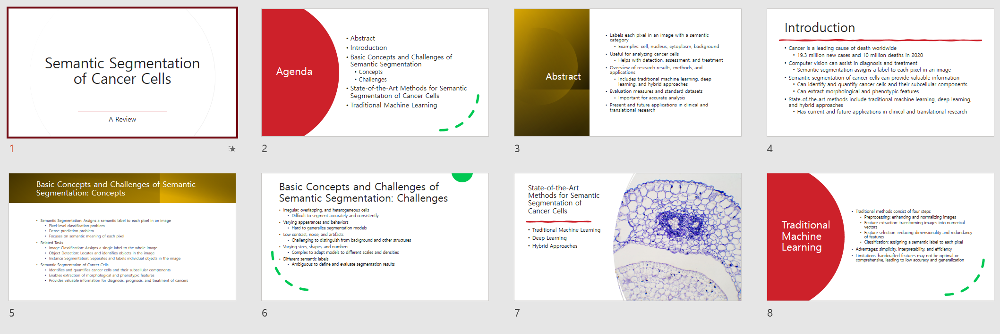 Semantic Segmentation
of Cancer Cells
A Review
1
Agenda
• Abstract
• Introduction
• Basic Concepts and Challenges of
Semantic Segmentation
• Concepts
• Challenges
• State-of-the-Art Methods for Semantic
Segmentation of Cancer Cells
• Traditional Machine Learning
2
Abstract
• Labels each pixel in an image with a semantic
category
• Examples: cell, nucleus, cytoplasm, background
• Useful for analyzing cancer cells
• Helps with detection, assessment, and treatment
• Overview of research results, methods, and
applications
• Includes traditional machine learning, deep
learning, and hybrid approaches
• Evaluation measures and standard datasets
• Important for accurate analysis
• Present and future applications in clinical and
translational research
3
Introduction
• Cancer is a leading cause of death worldwide
• 19.3 million new cases and 10 million deaths in 2020
• Computer vision can assist in diagnosis and treatment
• Semantic segmentation assigns a label to each pixel in an image
• Semantic segmentation of cancer cells can provide valuable information
• Can identify and quantify cancer cells and their subcellular components
• Can extract morphological and phenotypic features
• State-of-the-art methods include traditional machine learning, deep learning,
and hybrid approaches
• Has current and future applications in clinical and translational research
4
Basic Concepts and Challenges of Semantic
Segmentation: Concepts
• Semantic Segmentation: Assigns a semantic label to each pixel in an image
• Pixel-level classification problem
• Dense prediction problem
• Focuses on semantic meaning of each pixel
• Related Tasks
• Image Classification: Assigns a single label to the whole image
• Object Detection: Locates and identifies objects in the image
• Instance Segmentation: Separates and labels individual objects in the image
• Semantic Segmentation of Cancer Cells
• Identifies and quantifies cancer cells and their subcellular components
• Enables extraction of morphological and phenotypic features
• Provides valuable information for diagnosis, prognosis, and treatment of cancers
5
Basic Concepts and Challenges of
Semantic Segmentation: Challenges
• Irregular, overlapping, and heterogeneous cells
• Difficult to segment accurately and consistently
• Varying appearances and behaviors
• Hard to generalize segmentation models
• Low contrast, noise, and artifacts
• Challenging to distinguish from background and other structures
• Varying sizes, shapes, and numbers
• Complex to adapt models to different scales and densities
• Different semantic labels
• Ambiguous to define and evaluate segmentation results
6
State-of-the-Art
Methods for Semantic
Segmentation of
Cancer Cells
• Traditional Machine Learning
• Deep Learning
• Hybrid Approaches
7
Traditional
Machine
Learning
• Traditional methods consist of four steps
• Preprocessing: enhancing and normalizing images
• Feature extraction: transforming images into numerical
vectors
• Feature selection: reducing dimensionality and redundancy
of features
• Classification: assigning a semantic label to each pixel
• Advantages: simplicity, interpretability, and efficiency
• Limitations: handcrafted features may not be optimal or
comprehensive, leading to low accuracy and generalization
8